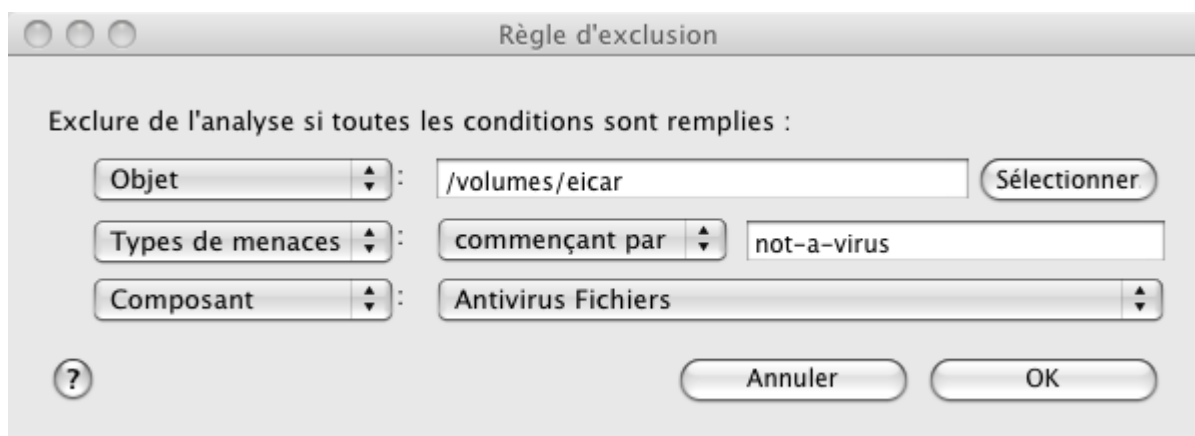 Règle d'exclusion
Exclure de l'analyse si toutes les conditions sont remplies :
Objet : /volumes/eicar Sélectionner
Types de menaces : commençant par not-a-virus
Composant : Antivirus Fichiers
? Annuler OK